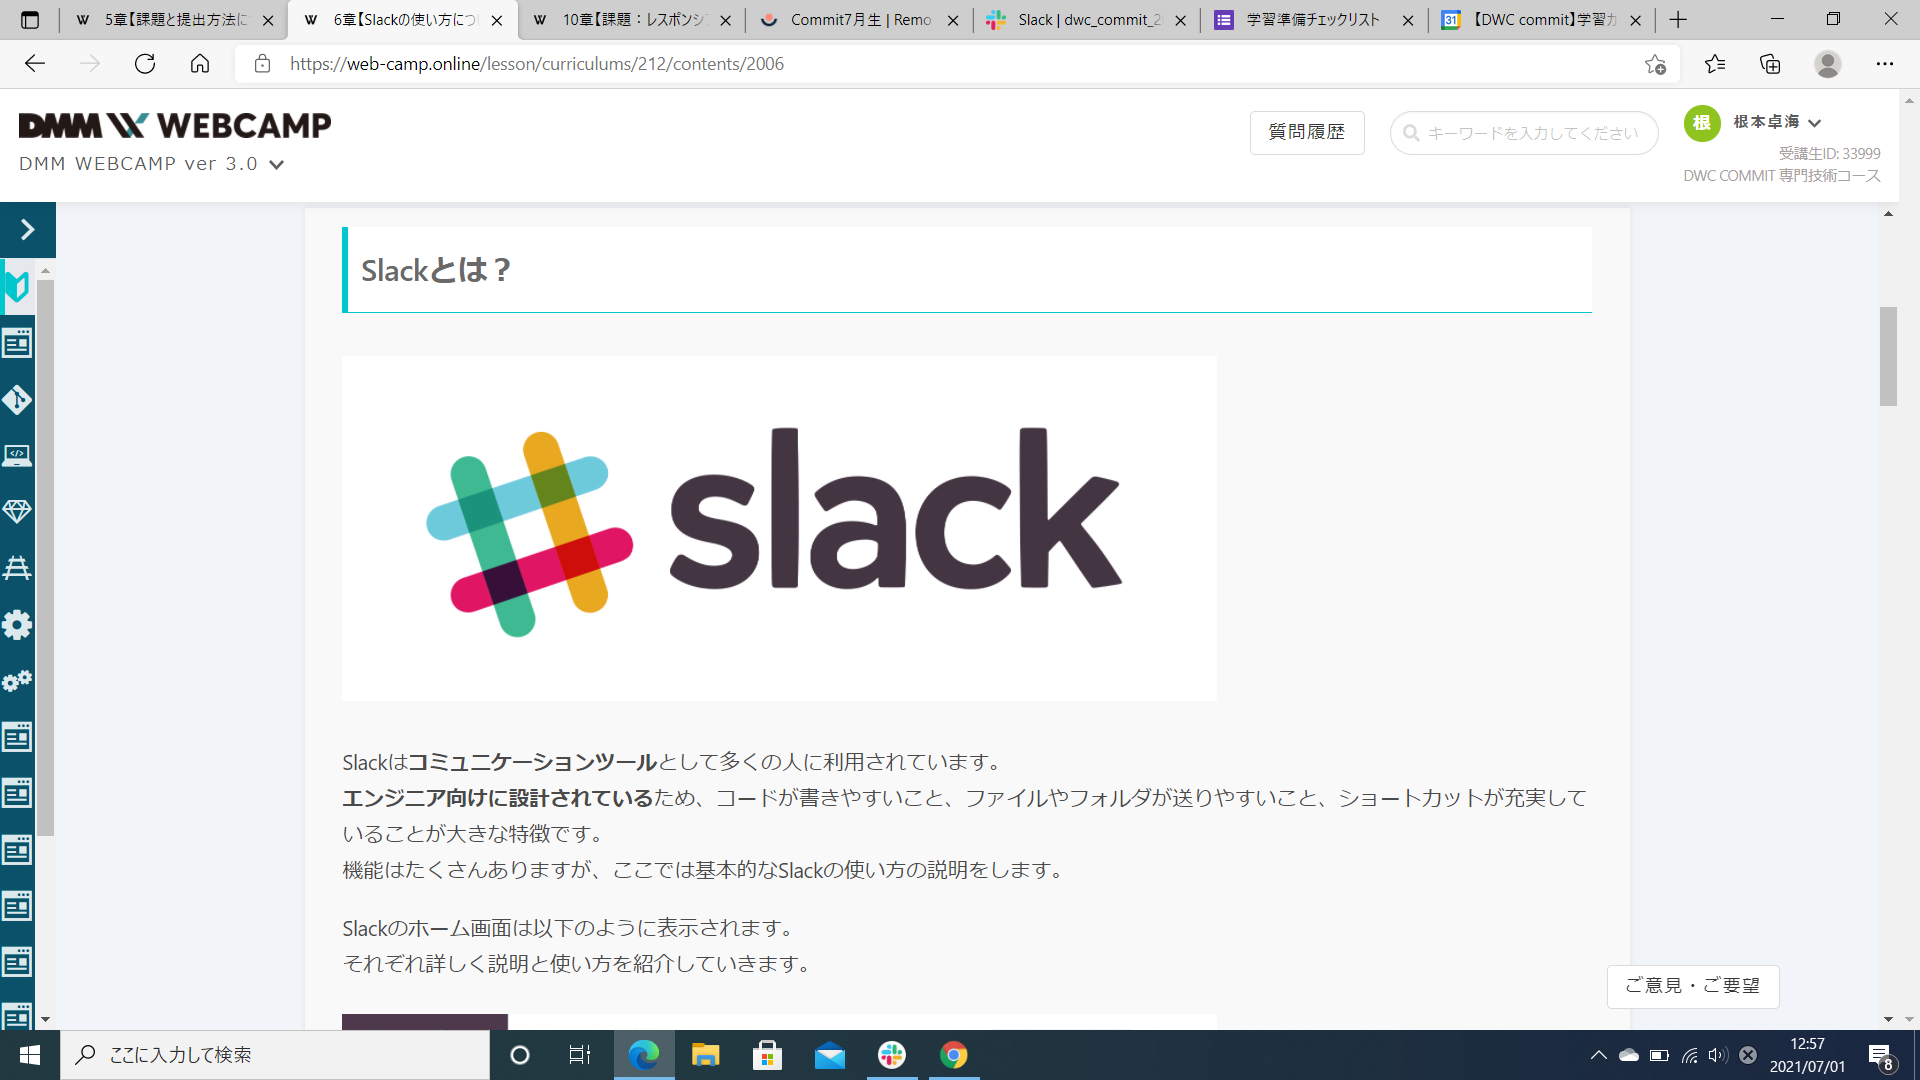 5章【課題と提出方法に
6章【Slackの使い方につい
10章【課題：レスポンシブ
Commit7月生 | Remo
Slack | dwc_commit_20
学習準備チェックリスト
31
【DWC commit】学習カ
https://web-camp.online/lesson/curriculums/212/contents/2006
DMM WEBCAMP
DMM WEBCAMP ver 3.0
質問履歴
キーワードを入力してください
根
根本卓海
受講生ID: 33999
DWC COMMIT 専門技術コース
Slackとは？
slack
Slackはコミュニケーションツールとして多くの人に利用されています。
エンジニア向けに設計されているため、コードが書きやすいこと、ファイルやフォルダが送りやすいこと、ショートカットが充実して
いることが大きな特徴です。
機能はたくさんありますが、ここでは基本的なSlackの使い方の説明をします。
Slackのホーム画面は以下のように表示されます。
それぞれ詳しく説明と使い方を紹介していきます。
ご意見・ご要望
ここに入力して検索
12:57
2021/07/01
8